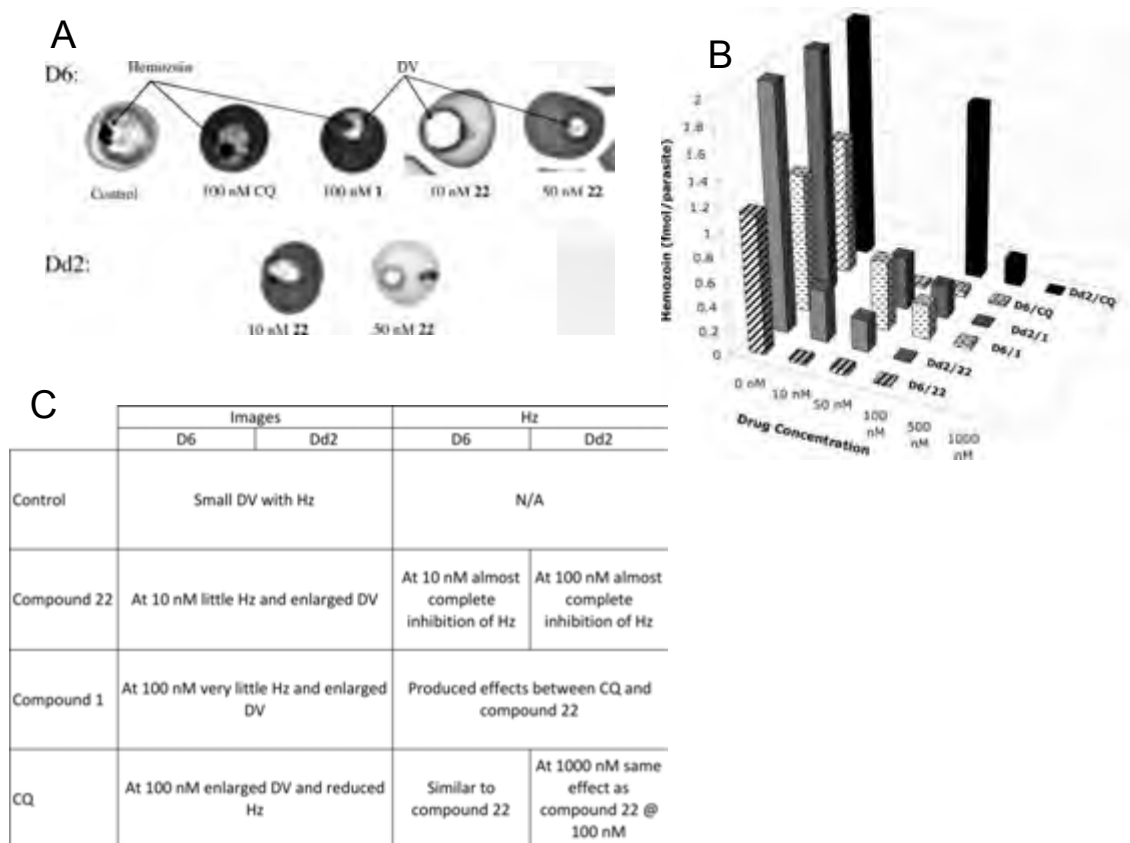 A
D6:
Hemozoin
DV
Control
100 nM CQ
100 nM 1
10 nM 22
50 nM 22
Dd2:
10 nM 22
50 nM 22
B
Hemozoin (fmol/parasite)
2
1.8
1.6
1.4
1.2
1
0.8
0.6
0.4
0.2
0
0 nM
10 nM
50 nM
100
nM
500
nM
1000
nM
Drug Concentration
Dd2/CQ
D6/CQ
Dd2/1
D6/1
Dd2/22
D6/22
C
Images
Hz
D6
Dd2
D6
Dd2
Control
Small DV with Hz
N/A
Compound 22
At 10 nM little Hz and enlarged DV
At 10 nM almost
complete
inhibition of Hz
At 100 nM almost
complete
inhibition of Hz
Compound 1
At 100 nM very little Hz and enlarged
DV
Produced effects between CQ and
compound 22
CQ
At 100 nM enlarged DV and reduced
Hz
Similar to
compound 22
At 1000 nM same
effect as
compound 22 @
100 nM